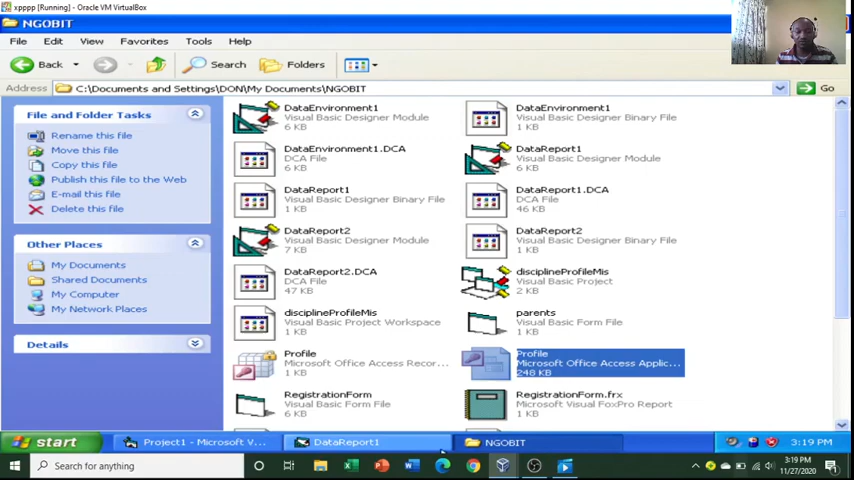 xpppp [Running] - Oracle VM VirtualBox
NGOBIT
File Edit View Favorites Tools Help
Back Search Folders
Address C:\Documents and Settings\DON\My Documents\NGOBIT Go
File and Folder Tasks
Rename this file
Move this file
Copy this file
Publish this file to the Web
E-mail this file
Delete this file
Other Places
My Documents
Shared Documents
My Computer
My Network Places
Details
DataEnvironment1
Visual Basic Designer Module
6 KB
DataEnvironment1
Visual Basic Designer Binary File
1 KB
DataEnvironment1.DCA
DCA File
6 KB
DataReport1
Visual Basic Designer Module
6 KB
DataReport1
Visual Basic Designer Binary File
1 KB
DataReport1.DCA
DCA File
46 KB
DataReport2
Visual Basic Designer Module
7 KB
DataReport2
Visual Basic Designer Binary File
1 KB
DataReport2.DCA
DCA File
47 KB
disciplineProfileMis
Visual Basic Project
2 KB
disciplineProfileMis
Visual Basic Project Workspace
1 KB
parents
Visual Basic Form File
1 KB
Profile
Microsoft Office Access Recor...
1 KB
Profile
Microsoft Office Access Applic...
248 KB
RegistrationForm
Visual Basic Form File
6 KB
RegistrationForm.frx
Microsoft Visual FoxPro Report
1 KB
start Project1 - Microsoft V... DataReport1 NGOBIT 3:19 PM
Search for anything
3:19 PM
11/27/2020